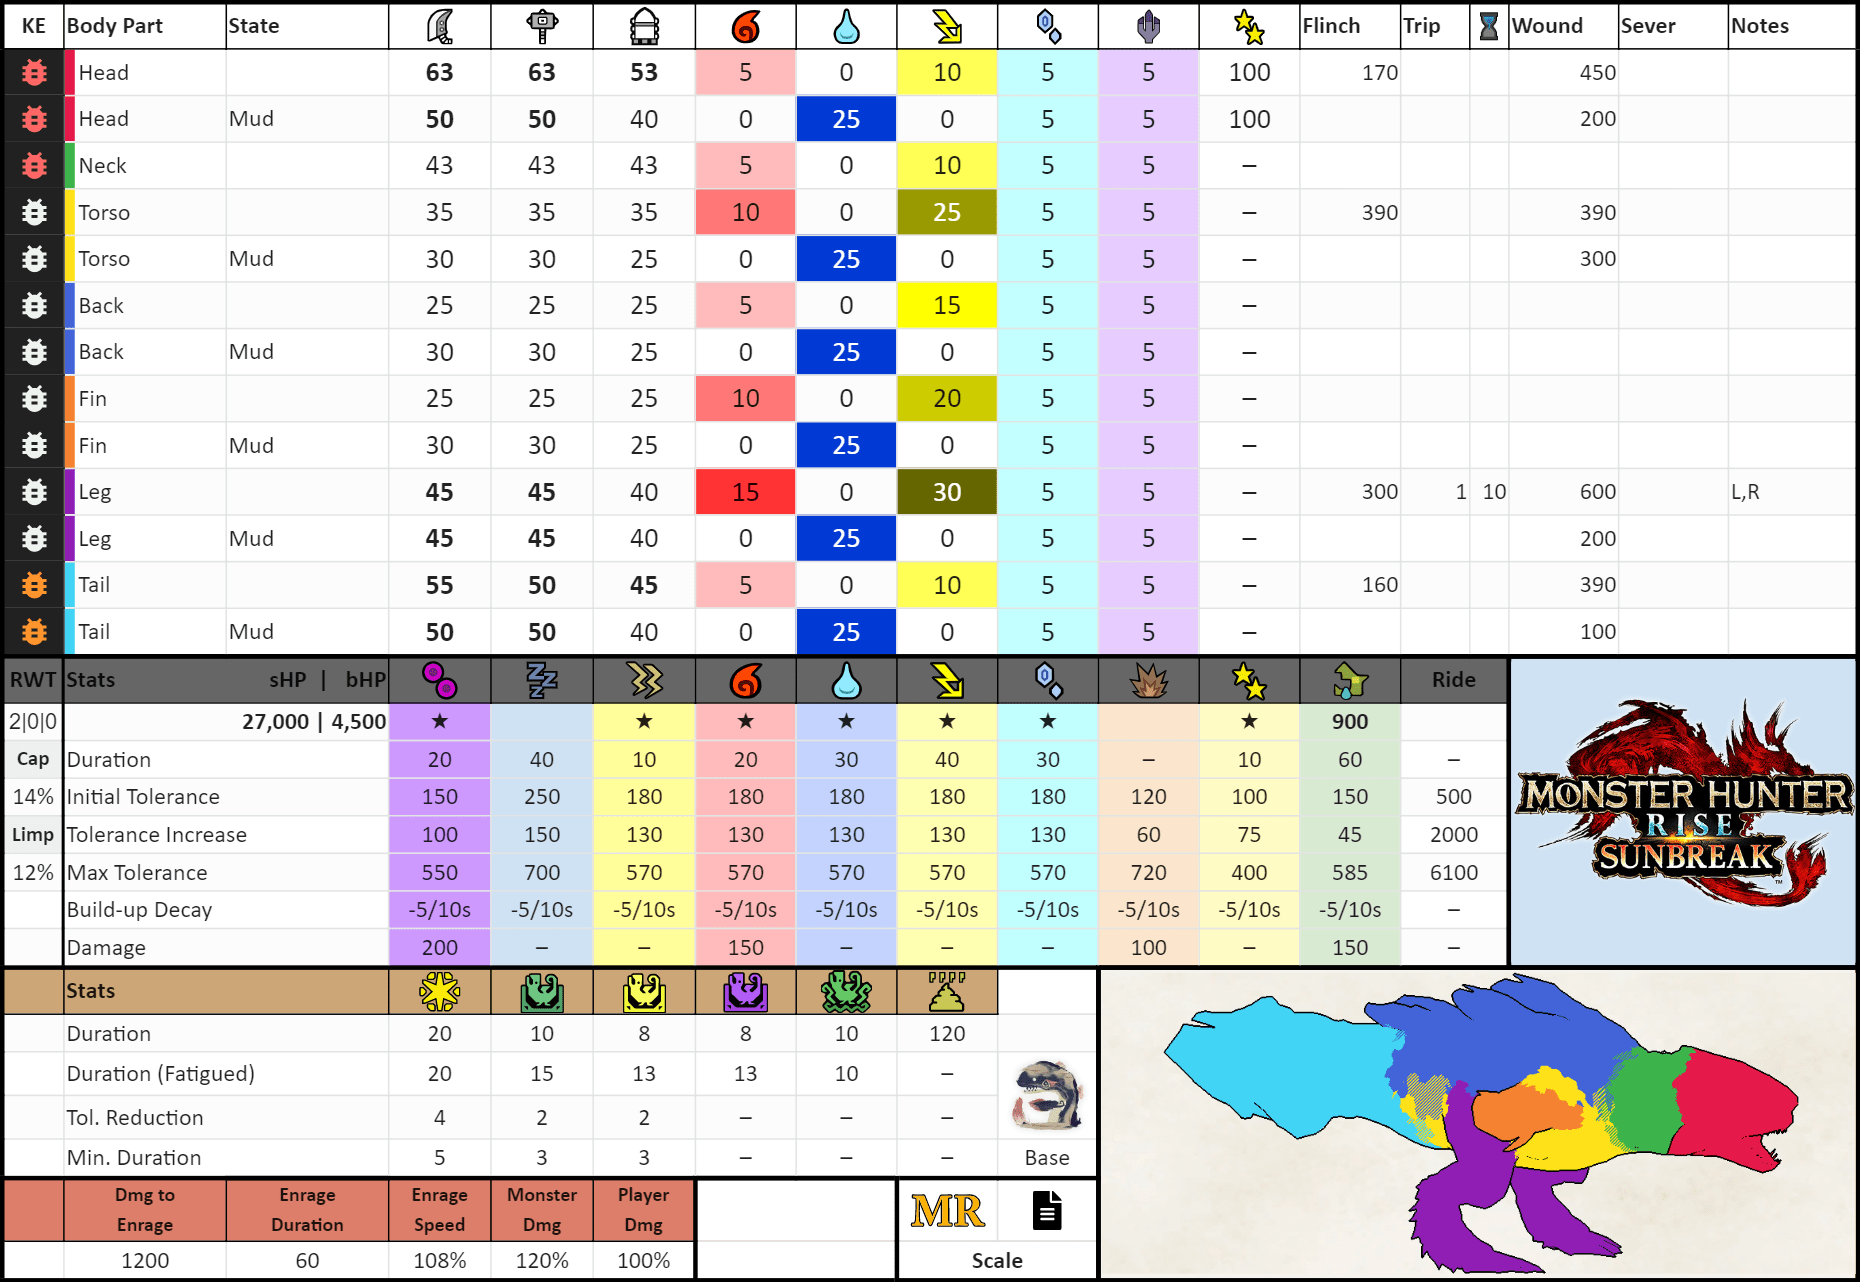 KE Body Part State Flinch Trip Wound Sever Notes
Head 63 63 53 5 0 10 5 5 100 170 450
Head Mud 50 50 40 0 25 0 5 5 100 200
Neck 43 43 43 5 0 10 5 5 –
Torso 35 35 35 10 0 25 5 5 – 390 390
Torso Mud 30 30 25 0 25 0 5 5 – 300
Back 25 25 25 5 0 15 5 5 –
Back Mud 30 30 25 0 25 0 5 5 –
Fin 25 25 25 10 0 20 5 5 –
Fin Mud 30 30 25 0 25 0 5 5 –
Leg 45 45 40 15 0 30 5 5 – 300 1 10 600 L,R
Leg Mud 45 45 40 0 25 0 5 5 – 200
Tail 55 50 45 5 0 10 5 5 – 160 390
Tail Mud 50 50 40 0 25 0 5 5 – 100
RWT Stats sHP | bHP Ride
2|0|0 27,000 | 4,500 ★ ★ ★ ★ ★ ★ ★ 900
Cap Duration 20 40 10 20 30 40 30 – 10 60 –
14% Initial Tolerance 150 250 180 180 180 180 180 120 100 150 500
Limp Tolerance Increase 100 150 130 130 130 130 130 60 75 45 2000
12% Max Tolerance 550 700 570 570 570 570 570 720 400 585 6100
Build-up Decay -5/10s -5/10s -5/10s -5/10s -5/10s -5/10s -5/10s -5/10s -5/10s -5/10s –
Damage 200 – – 150 – – – 100 – 150 –
MONSTER HUNTER
RISE
SUNBREAK
TM
Stats
Duration 20 10 8 8 10 120
Duration (Fatigued) 20 15 13 13 10 –
Tol. Reduction 4 2 2 – – –
Min. Duration 5 3 3 – – – Base
Dmg to Enrage Enrage Monster Player
Enrage Duration Speed Dmg Dmg
MR
1200 60 108% 120% 100% Scale